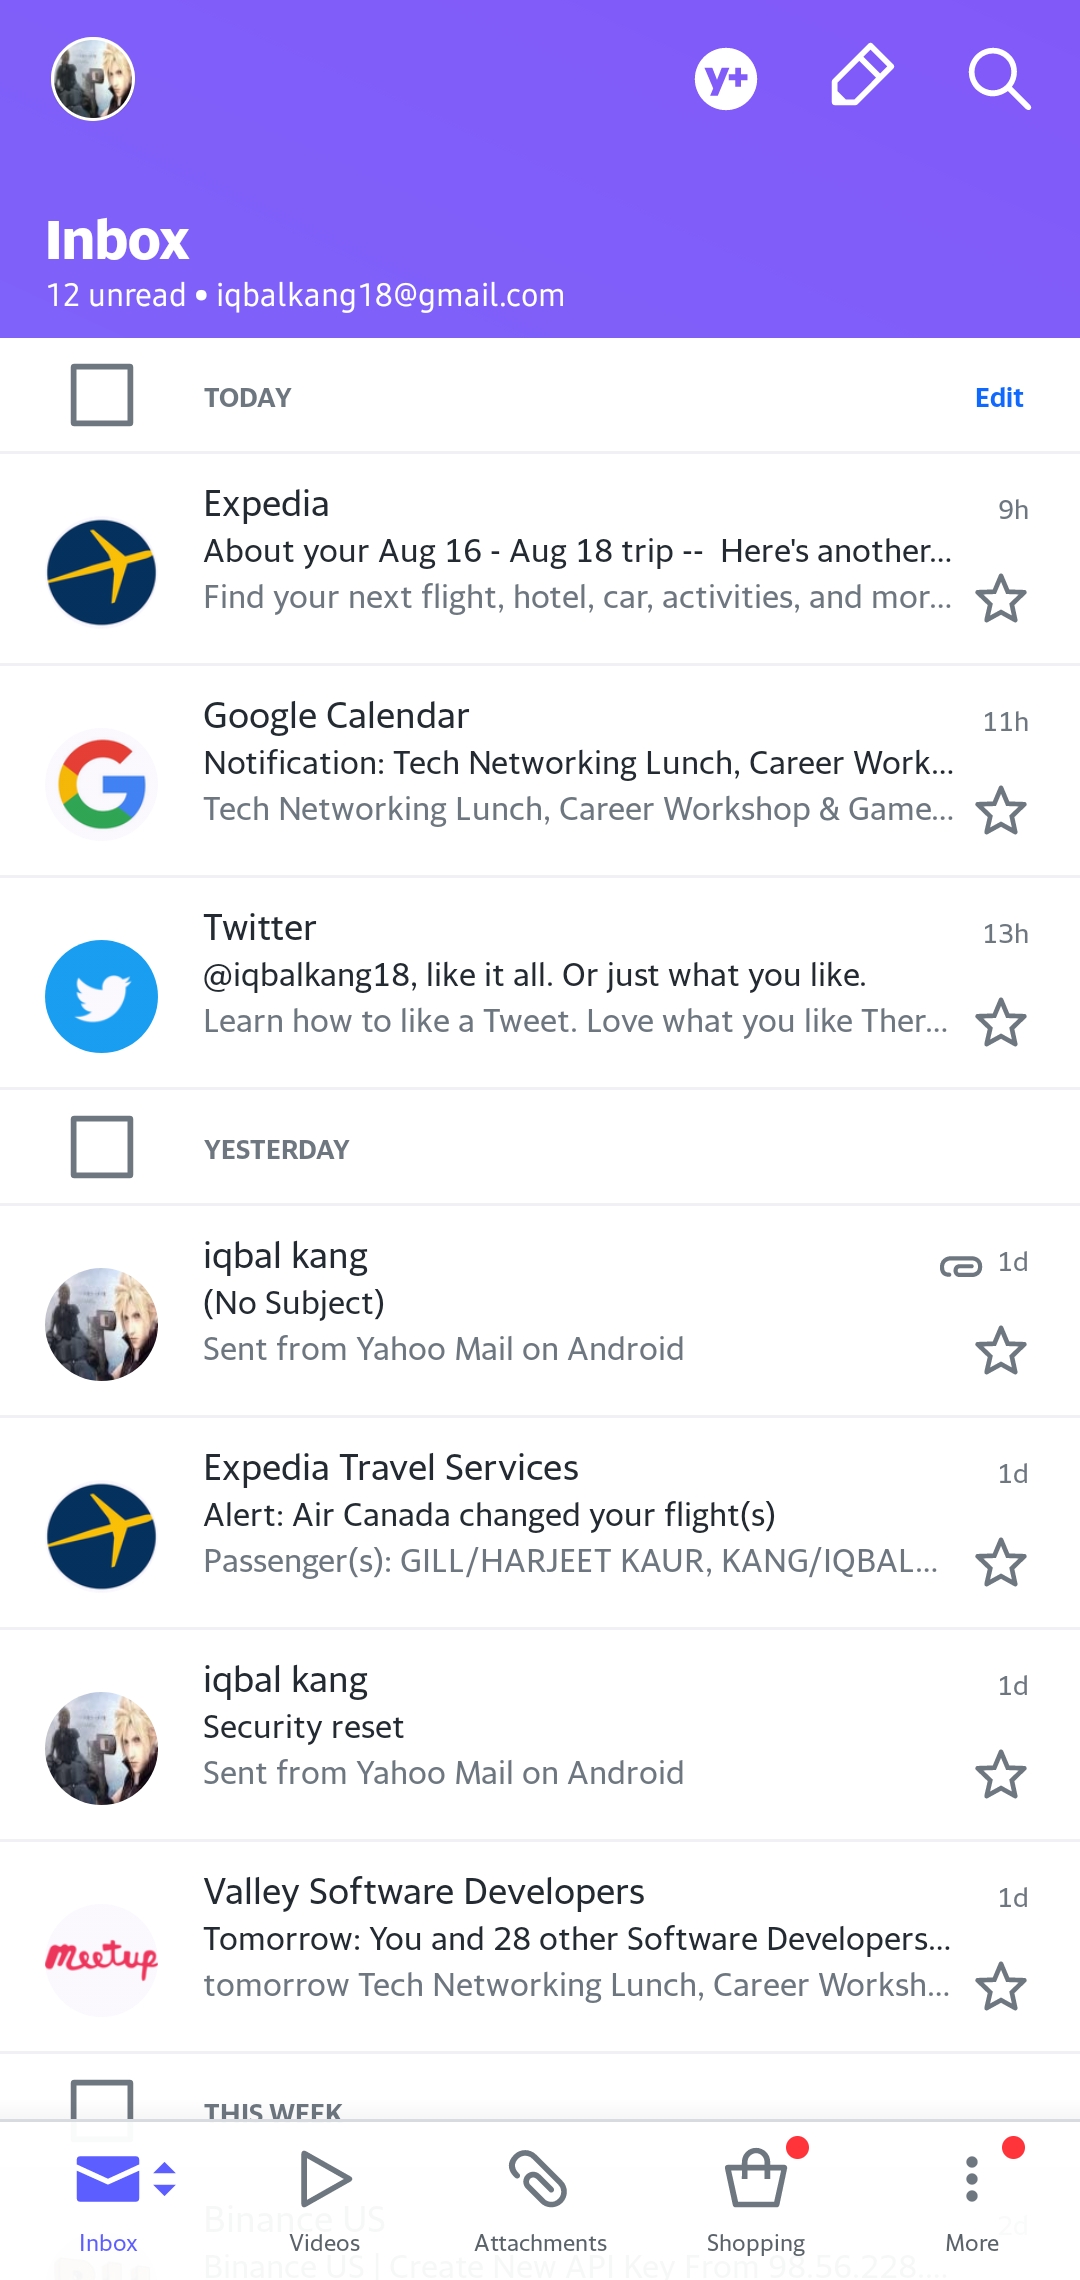 y+
Inbox
12 unread • iqbalkang18@gmail.com
TODAY
Edit
Expedia
9h
About your Aug 16 - Aug 18 trip -- Here's another...
Find your next flight, hotel, car, activities, and mor...
Google Calendar
11h
Notification: Tech Networking Lunch, Career Work...
Tech Networking Lunch, Career Workshop & Game...
Twitter
13h
@iqbalkang18, like it all. Or just what you like.
Learn how to like a Tweet. Love what you like Ther...
YESTERDAY
iqbal kang
1d
(No Subject)
Sent from Yahoo Mail on Android
Expedia Travel Services
1d
Alert: Air Canada changed your flight(s)
Passenger(s): GILL/HARJEET KAUR, KANG/IQBAL...
iqbal kang
1d
Security reset
Sent from Yahoo Mail on Android
Valley Software Developers
1d
meetup
Tomorrow: You and 28 other Software Developers...
tomorrow Tech Networking Lunch, Career Worksh...
THIS WEEK
Binance US
2d
Inbox
Videos
Attachments
Shopping
More
Binance US | Create New API Key From 98.56.228....